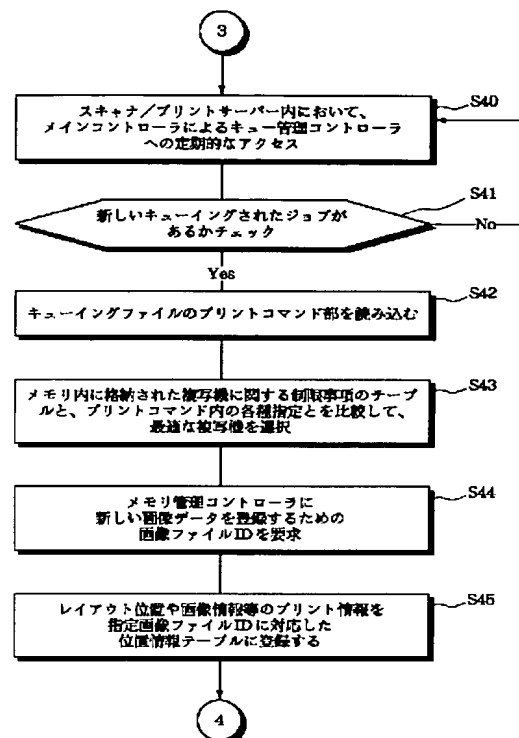 3
スキャナ／プリントサーバー内において、
メインコントローラによるキュー管理コントローラ
への定期的なアクセス
S40
新しいキューイングされたジョブが
あるかチェック
S41
No
Yes
キューイングファイルのプリントコマンド部を読み込む
S42
メモリ内に格納された複写機に関する制限事項のテーブ
ルと、プリントコマンド内の各種指定とを比較して、
最適な複写機を選択
S43
メモリ管理コントローラに
新しい画像データを登録するための
画像ファイルIDを要求
S44
レイアウト位置や画像情報等のプリント情報を
指定画像ファイルIDに対応した
位置情報テーブルに登録する
S45
4